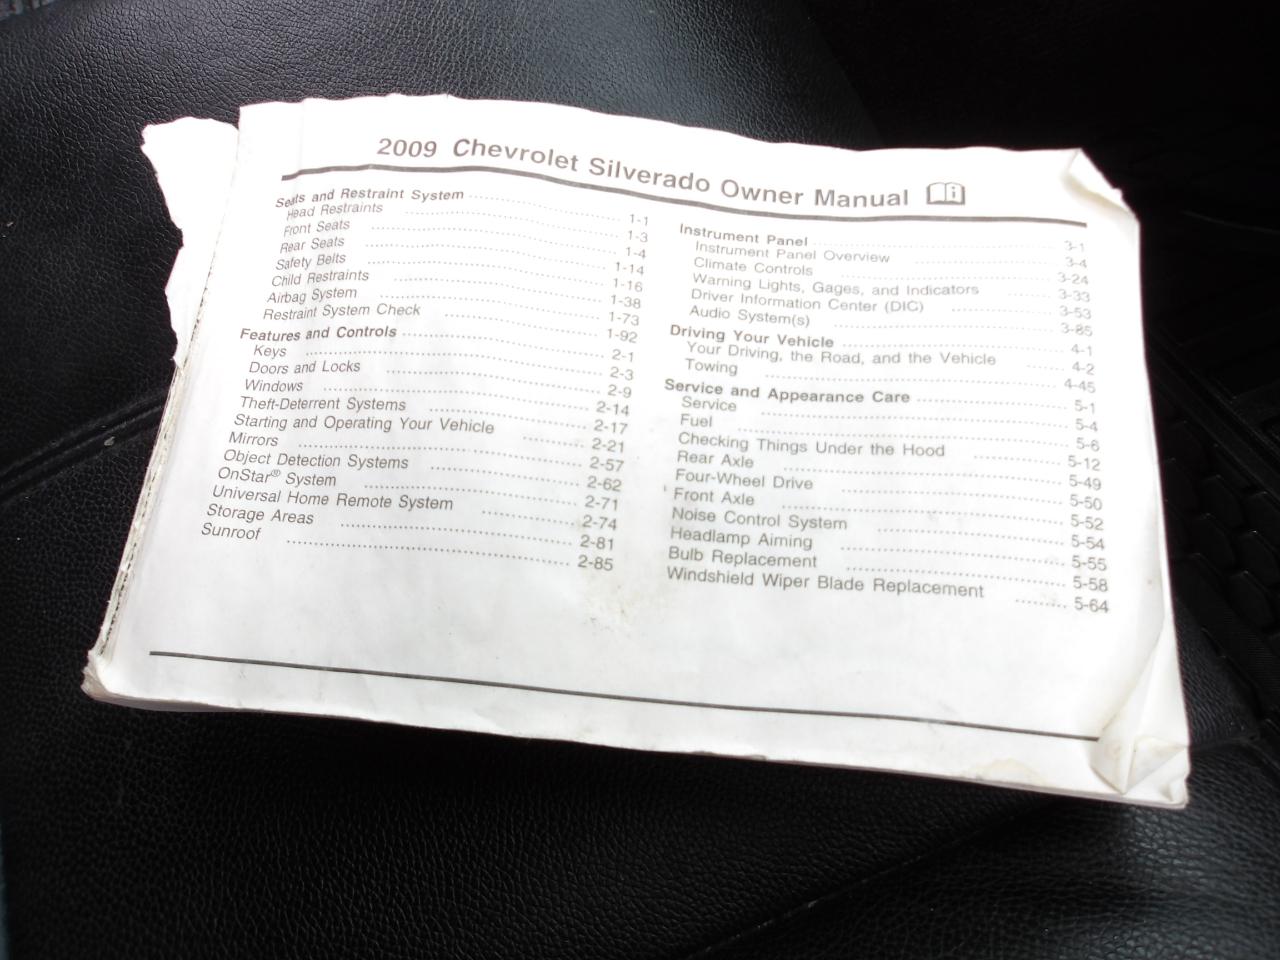 2009 Chevrolet Silverado Owner Manual
Seats and Restraint System ........ 1-1
Head Restraints ........ 1-3
Front Seats ........ 1-4
Rear Seats ........ 1-14
Safety Belts ........ 1-16
Child Restraints ........ 1-38
Airbag System ........ 1-73
Restraint System Check ........ 1-92
Features and Controls ........ 2-1
Keys ........ 2-3
Doors and Locks ........ 2-9
Windows ........ 2-14
Theft-Deterrent Systems ........ 2-17
Starting and Operating Your Vehicle ........ 2-21
Mirrors ........ 2-57
Object Detection Systems ........ 2-62
OnStar® System ........ 2-71
Universal Home Remote System ........ 2-74
Storage Areas ........ 2-81
Sunroof ........ 2-85
Instrument Panel ........ 3-1
Instrument Panel Overview ........ 3-4
Climate Controls ........ 3-24
Warning Lights, Gages, and Indicators ........ 3-33
Driver Information Center (DIC) ........ 3-53
Audio System(s) ........ 3-85
Driving Your Vehicle ........ 4-1
Your Driving, the Road, and the Vehicle ........ 4-2
Towing ........ 4-45
Service and Appearance Care ........ 5-1
Service ........ 5-4
Fuel ........ 5-6
Checking Things Under the Hood ........ 5-12
Rear Axle ........ 5-49
Four-Wheel Drive ........ 5-50
Front Axle ........ 5-52
Noise Control System ........ 5-54
Headlamp Aiming ........ 5-55
Bulb Replacement ........ 5-58
Windshield Wiper Blade Replacement ........ 5-64